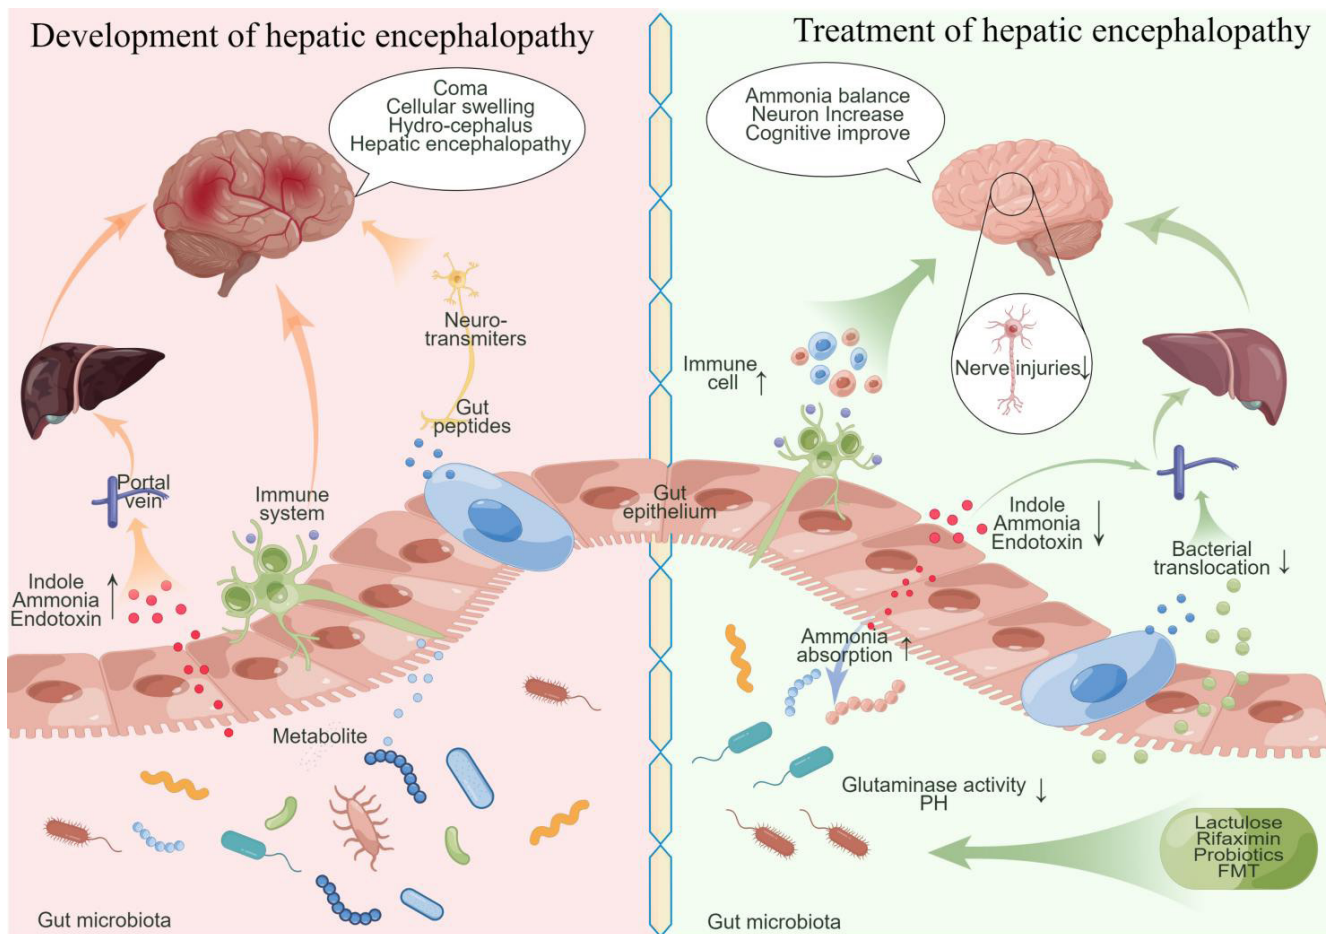 Development of hepatic encephalopathy
Coma
Cellular swelling
Hydro-cephalus
Hepatic encephalopathy
Neuro-
transmiters
Gut
peptides
Portal
vein
Immune
system
Indole
Ammonia
Endotoxin
↑
Metabolite
Gut microbiota
Gut
epithelium
Treatment of hepatic encephalopathy
Ammonia balance
Neuron Increase
Cognitive improve
Immune
cell ↑
Nerve injuries↓
Indole
Ammonia
Endotoxin
↓
Bacterial
translocation ↓
Ammonia
absorption ↑
Glutaminase activity
PH
↓
Lactulose
Rifaximin
Probiotics
FMT
Gut microbiota